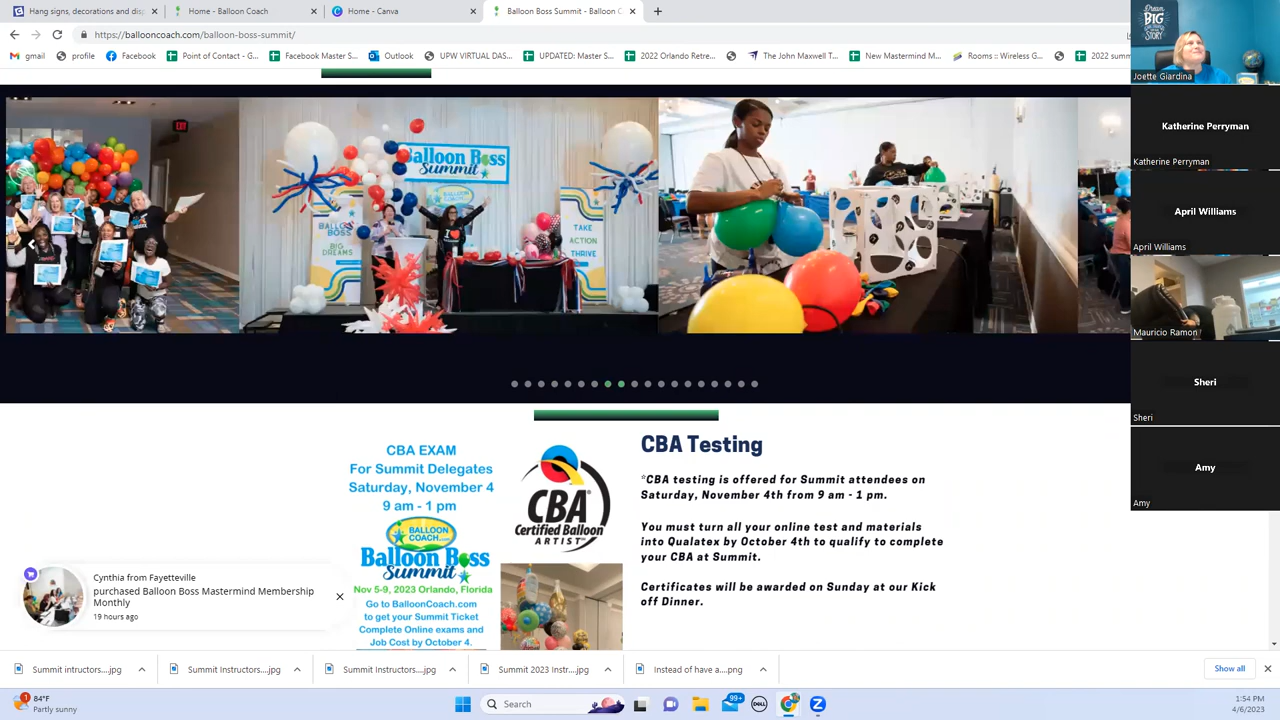 Hang signs, decorations and dis
Home - Balloon Coach
Home - Canva
Balloon Boss Summit - Balloon C
https://ballooncoach.com/balloon-boss-summit/
gmail
profile
Facebook
Point of Contact - G...
Facebook Master S...
Outlook
UPW VIRTUAL DAS...
UPDATED: Master S...
2022 Orlando Retre...
The John Maxwell T...
New Mastermind M...
Rooms :: Wireless G...
2022 summ
Dream
BIG
STORY
Joette Giardina
Katherine Perryman
Katherine Perryman
April Williams
April Williams
Mauricio Ramon
Sheri
Sheri
Amy
Amy
EXIT
Balloon Boss
Summit
BALLOON
BOSS
BIG
DREAMS
TAKE
ACTION
THRIVE
CBA EXAM
For Summit Delegates
Saturday, November 4
9 am - 1 pm
BALLOON
COACH
Balloon Boss
Summit
Nov 5-9, 2023 Orlando, Florida
Go to BalloonCoach.com
to get your Summit Ticket
Complete Online exams and
Job Cost by October 4.
CBA
Certified Balloon
ARTIST
CBA Testing
*CBA testing is offered for Summit attendees on
Saturday, November 4th from 9 am - 1 pm.
You must turn all your online test and materials
into Qualatex by October 4th to qualify to complete
your CBA at Summit.
Certificates will be awarded on Sunday at our Kick
off Dinner.
Cynthia from Fayetteville
purchased Balloon Boss Mastermind Membership
Monthly
19 hours ago
Summit intructors....jpg
Summit Instructors....jpg
Summit Instructors....jpg
Summit 2023 Instr....jpg
Instead of have a....png
Show all
1
84°F
Partly sunny
Search
99+
DELL
1:54 PM
4/6/2023